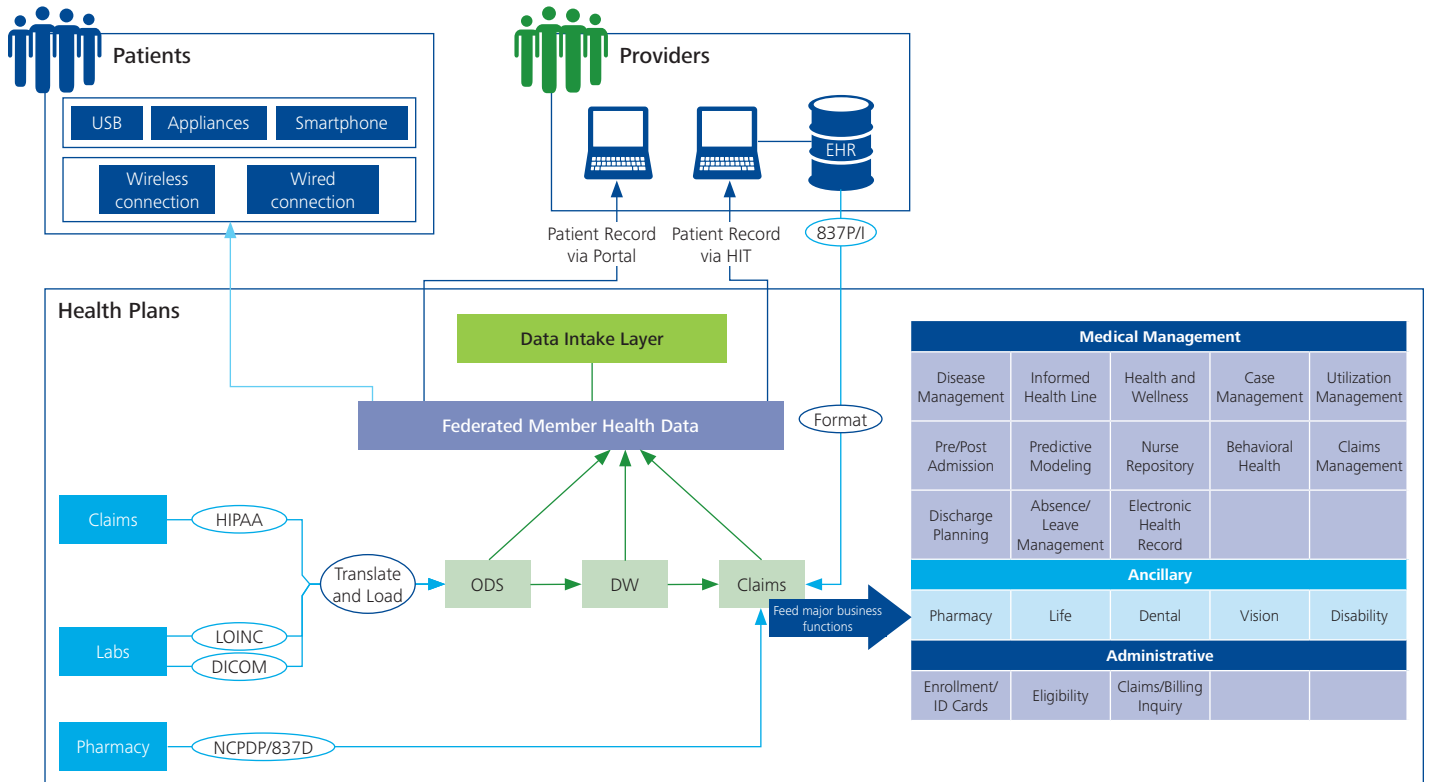 Patients
USB
Appliances
Smartphone
Wireless
connection
Wired
connection
Providers
EHR
Patient Record
via Portal
Patient Record
via HIT
837P/I
Health Plans
Data Intake Layer
Federated Member Health Data
Format
Claims
HIPAA
Labs
LOINC
DICOM
Translate
and Load
ODS
DW
Claims
Pharmacy
NCPDP/837D
Feed major business
functions
Medical Management
Disease
Management
Informed
Health Line
Health and
Wellness
Case
Management
Utilization
Management
Pre/Post
Admission
Predictive
Modeling
Nurse
Repository
Behavioral
Health
Claims
Management
Discharge
Planning
Absence/
Leave
Management
Electronic
Health
Record
Ancillary
Pharmacy
Life
Dental
Vision
Disability
Administrative
Enrollment/
ID Cards
Eligibility
Claims/Billing
Inquiry